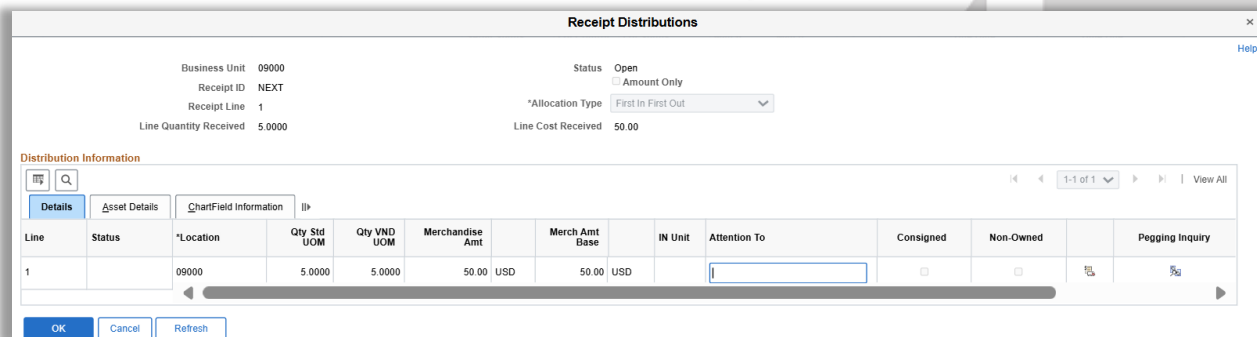 Receipt Distributions
×
Help
Business Unit 09000
Status Open
Amount Only
Receipt ID NEXT
*Allocation Type First In First Out
Receipt Line 1
Line Quantity Received 5.0000
Line Cost Received 50.00
Distribution Information
1-1 of 1
View All
Details
Asset Details
ChartField Information
Line Status *Location Qty Std UOM Qty VND UOM Merchandise Amt Merch Amt Base IN Unit Attention To Consigned Non-Owned Pegging Inquiry
1 09000 5.0000 5.0000 50.00 USD 50.00 USD
OK
Cancel
Refresh